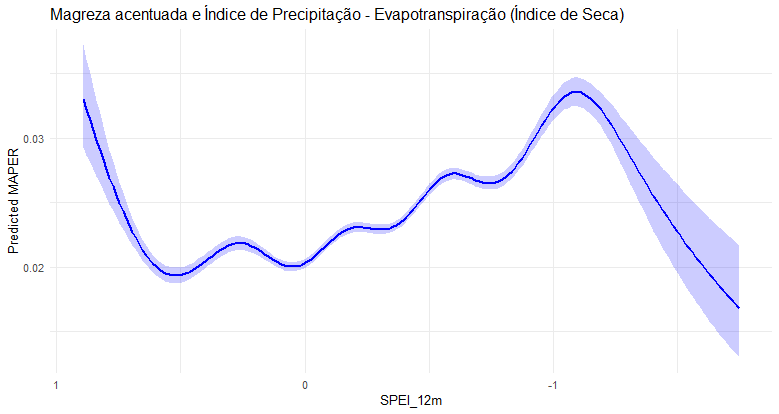 Magreza acentuada e Índice de Precipitação - Evapotranspiração (Índice de Seca)
Predicted MAPER
0.03
0.02
1
0
-1
SPEI_12m